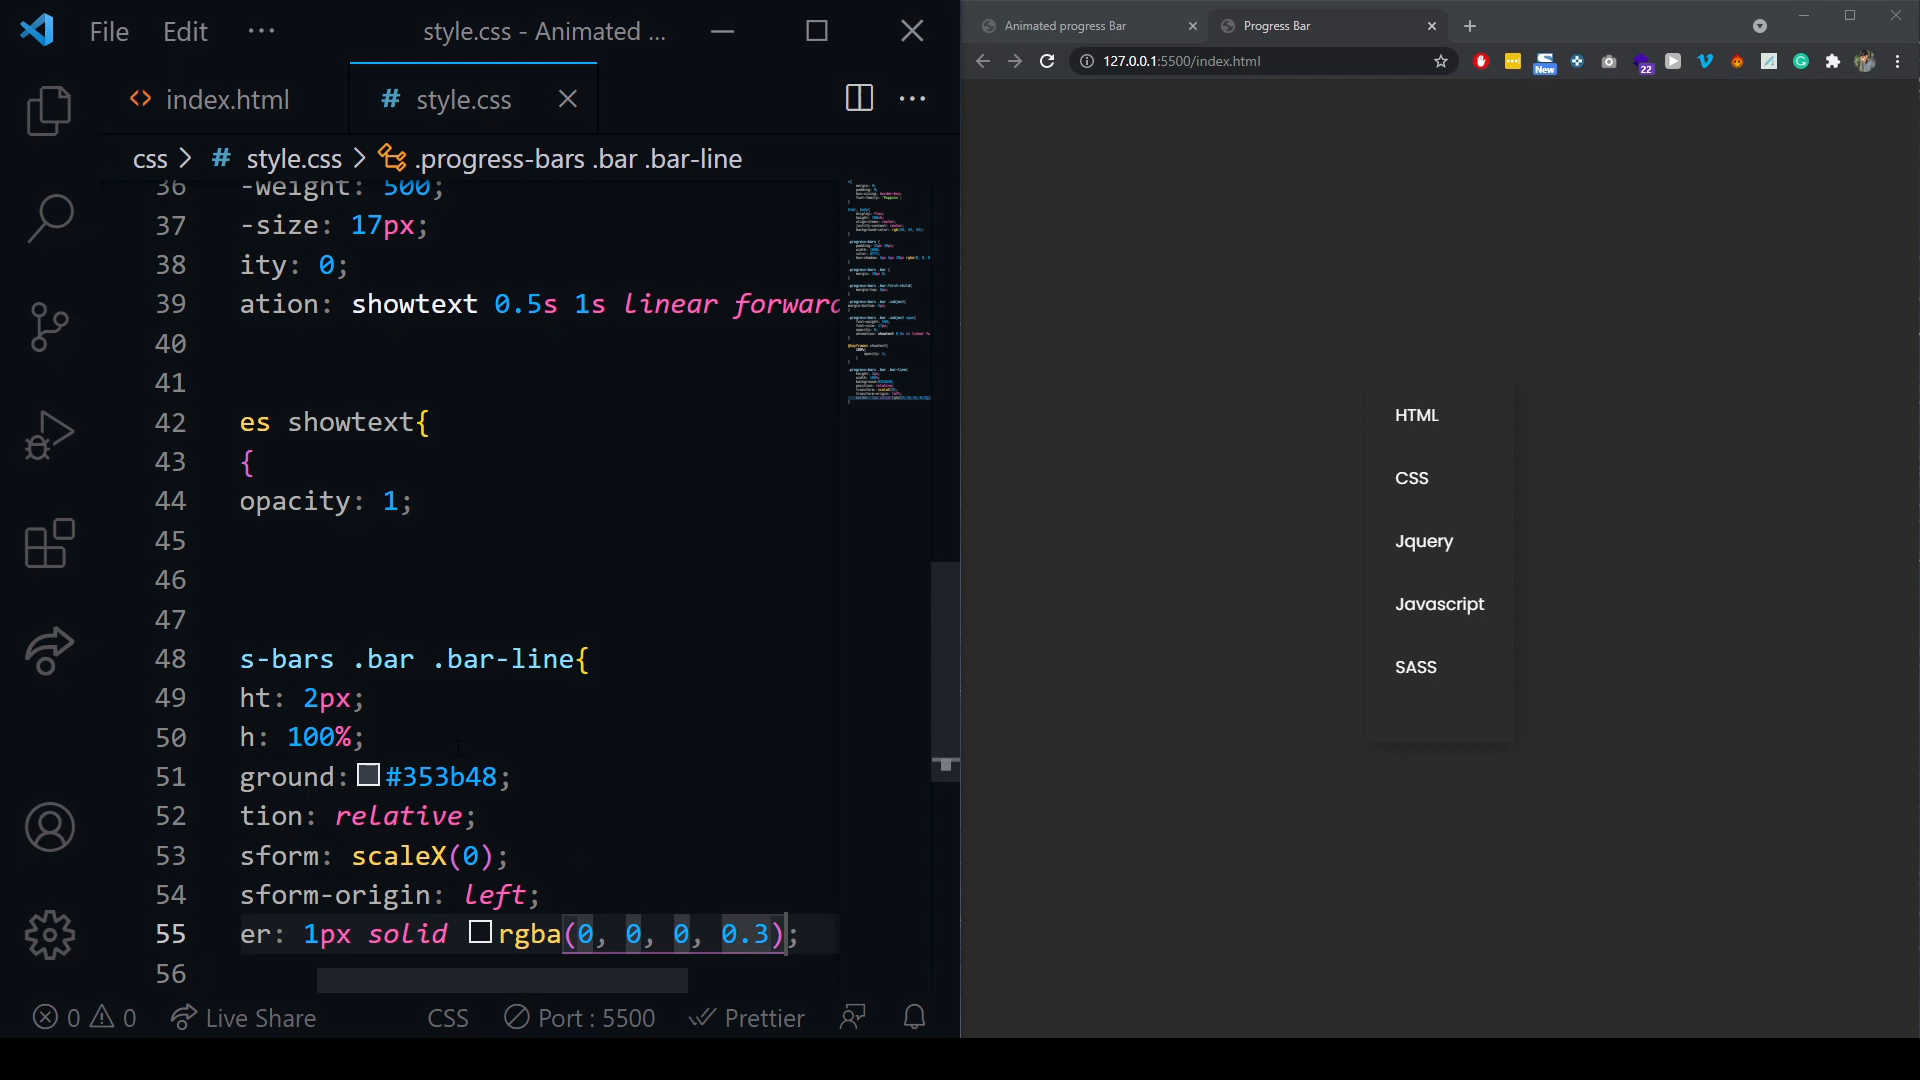 File Edit ··· style.css - Animated ...
index.html
# style.css
css > # style.css > .progress-bars .bar .bar-line
36 -weight: 500;
37 -size: 17px;
38 ity: 0;
39 ation: showtext 0.5s 1s linear forward
40
41
42 es showtext{
43 {
44 opacity: 1;
45
46
47
48 s-bars .bar .bar-line{
49 ht: 2px;
50 h: 100%;
51 ground: #353b48;
52 tion: relative;
53 sform: scaleX(0);
54 sform-origin: left;
55 er: 1px solid rgba(0, 0, 0, 0.3);
56
0 0 Live Share CSS Port : 5500 Prettier
Animated progress Bar
Progress Bar
127.0.0.1:5500/index.html
New
22
HTML
CSS
Jquery
Javascript
SASS